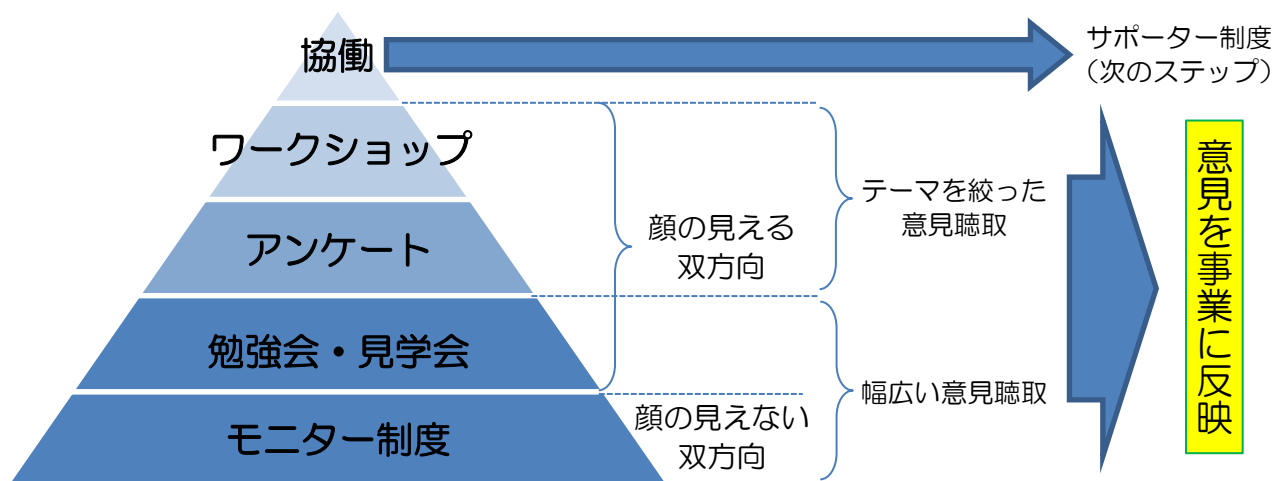 協働
サポーター制度
（次のステップ）
ワークショップ
アンケート
勉強会・見学会
モニター制度
顔の見える
双方向
顔の見えない
双方向
テーマを絞った
意見聴取
幅広い意見聴取
意見を事業に反映